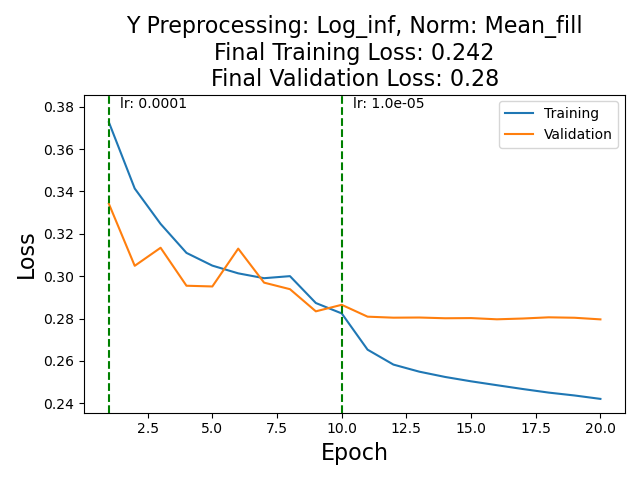 Y Preprocessing: Log_inf, Norm: Mean_fill
Final Training Loss: 0.242
Final Validation Loss: 0.28
lr: 0.0001
lr: 1.0e-05
Training
Validation
0.38
0.36
0.34
0.32
0.30
0.28
0.26
0.24
Loss
2.5
5.0
7.5
10.0
12.5
15.0
17.5
20.0
Epoch